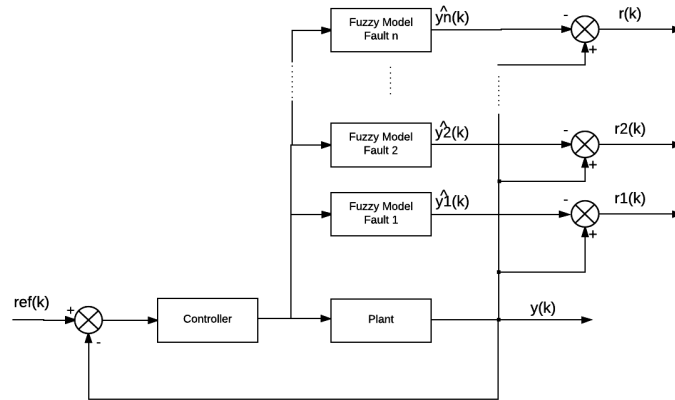 Fuzzy Model
Fault n
ŷn(k)
-
+
r(k)
Fuzzy Model
Fault 2
ŷ2(k)
-
+
r2(k)
Fuzzy Model
Fault 1
ŷ1(k)
-
+
r1(k)
ref(k)
+
-
Controller
Plant
y(k)